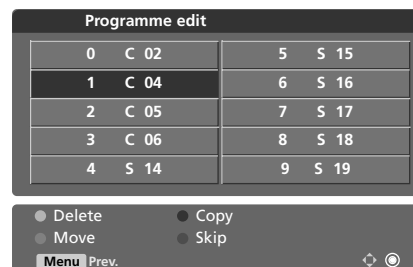 Programme edit
0 C 02 5 S 15
1 C 04 6 S 16
2 C 05 7 S 17
3 C 06 8 S 18
4 S 14 9 S 19
Delete Copy
Move Skip
Menu Prev.